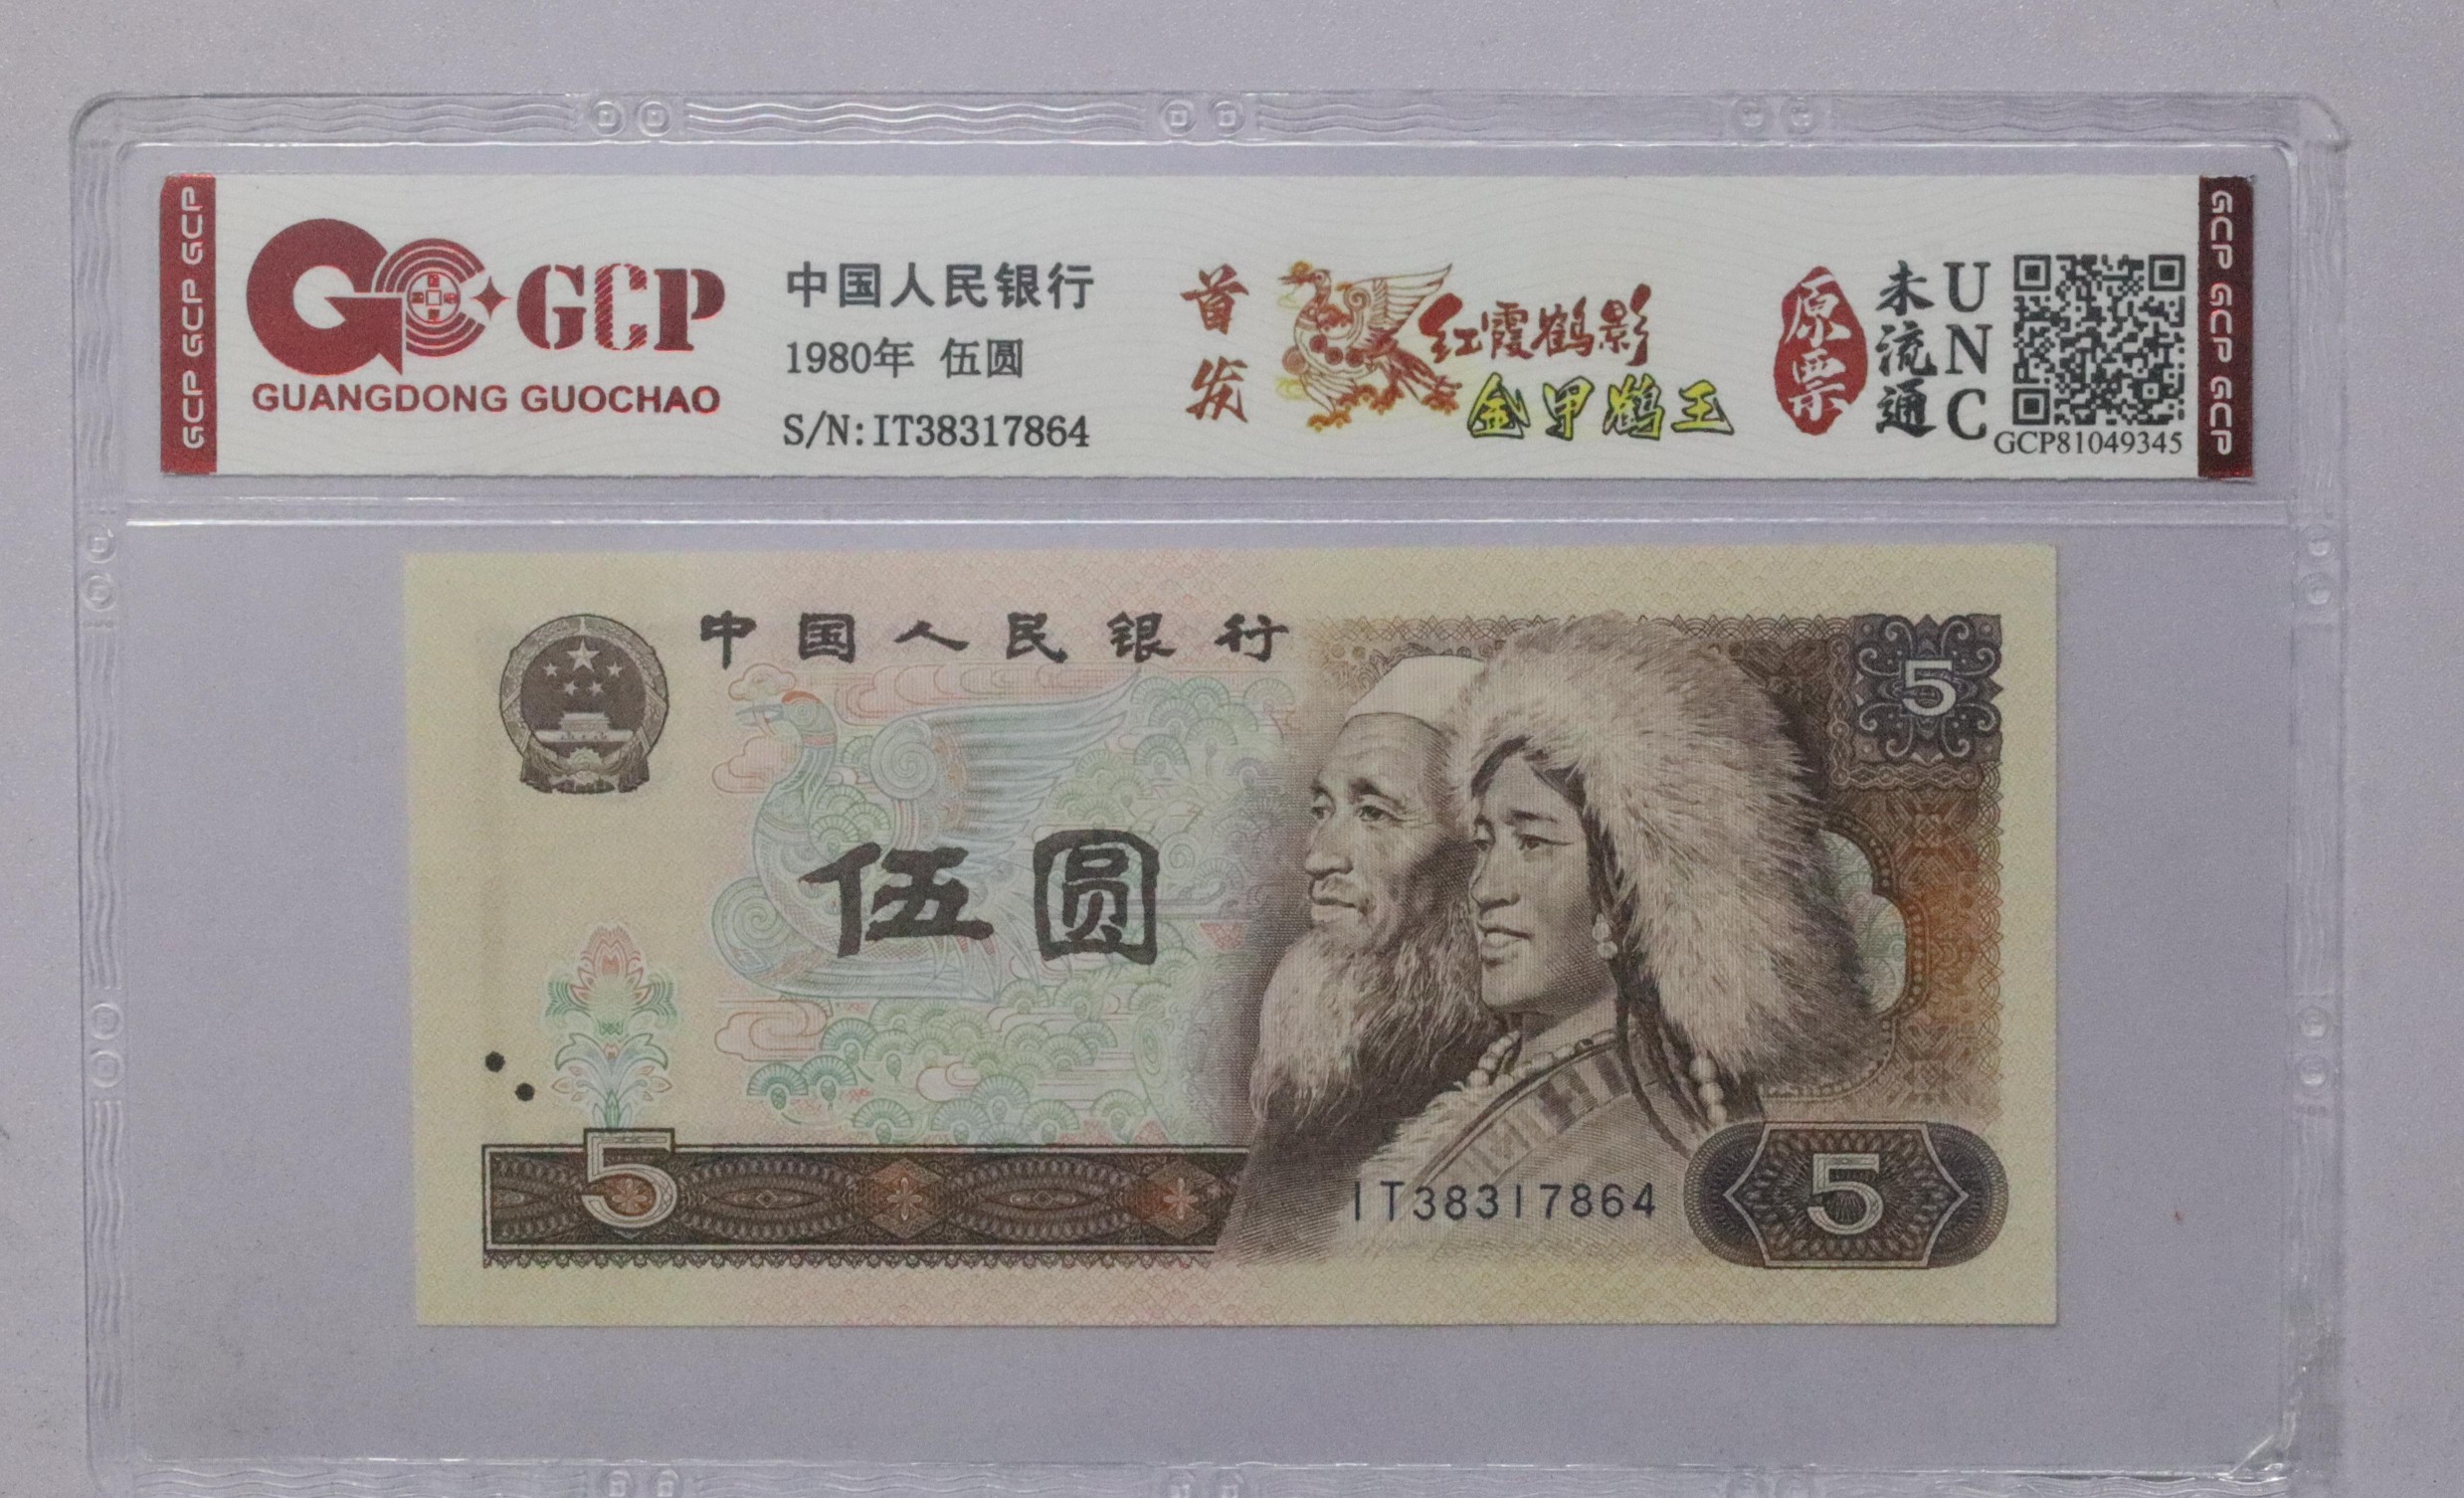 GCP GCP GCP
GCP
GUANGDONG GUOCHAO
中国人民银行
1980年 伍圆
S/N:IT38317864
首发
红霞鹤影
金甲鹤王
原票
未流通
UNC
GCP81049345
GCP GCP GCP
中国人民银行
5
伍圆
5
IT38317864
5